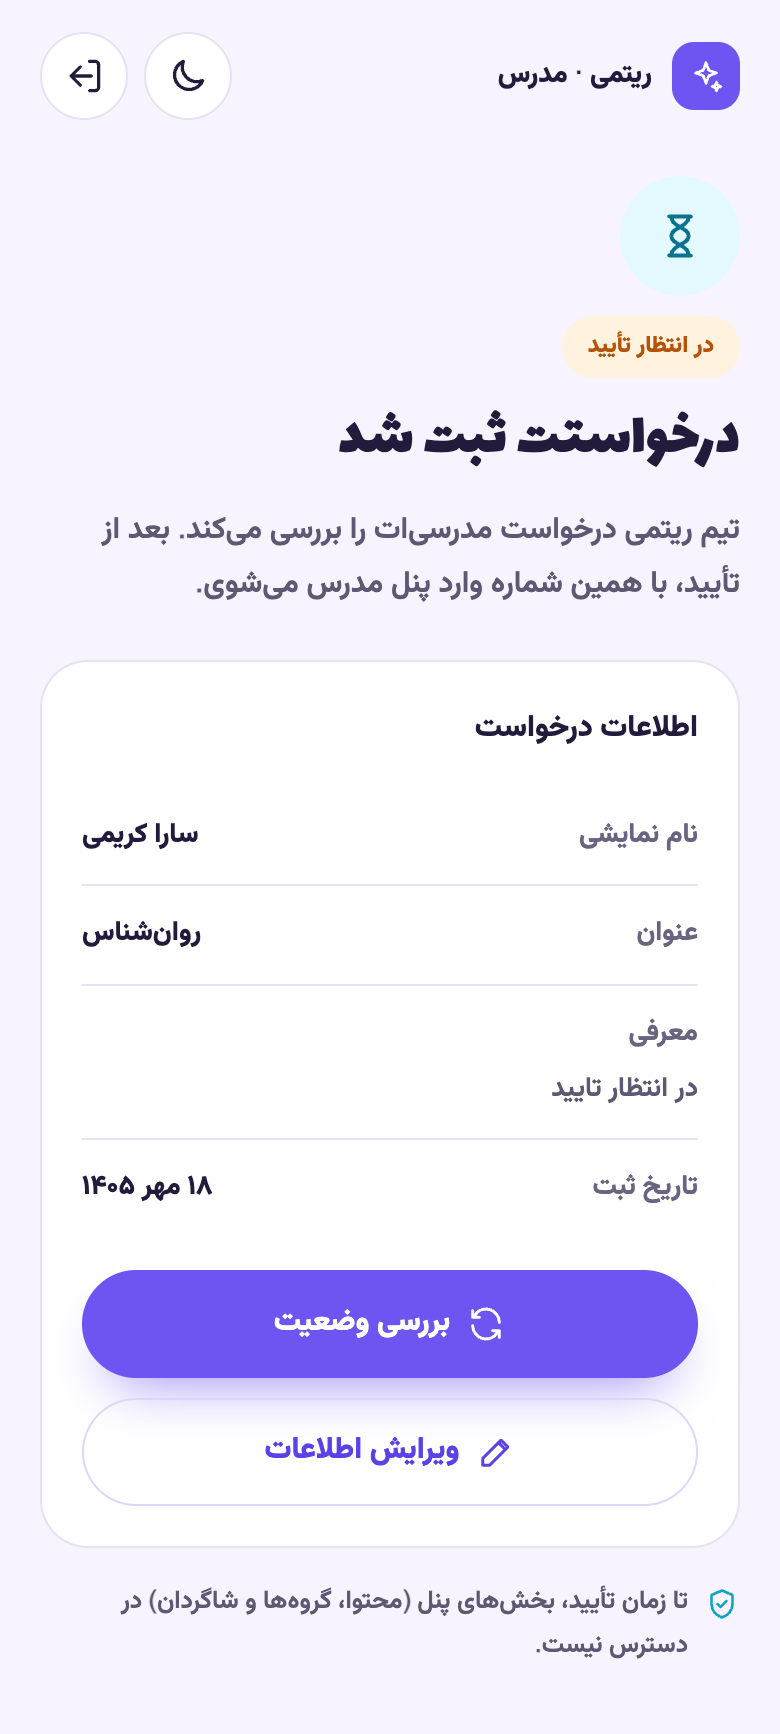 ریتمی · مدرس
در انتظار تأیید
درخواستت ثبت شد
تیم ریتمی درخواست مدرسی‌ات را بررسی می‌کند. بعد از
تأیید، با همین شماره وارد پنل مدرس می‌شوی.
اطلاعات درخواست
نام نمایشی
سارا کریمی
عنوان
روان‌شناس
معرفی
در انتظار تایید
تاریخ ثبت
۱۸ مهر ۱۴۰۵
بررسی وضعیت
ویرایش اطلاعات
تا زمان تأیید، بخش‌های پنل (محتوا، گروه‌ها و شاگردان) در
دسترس نیست.